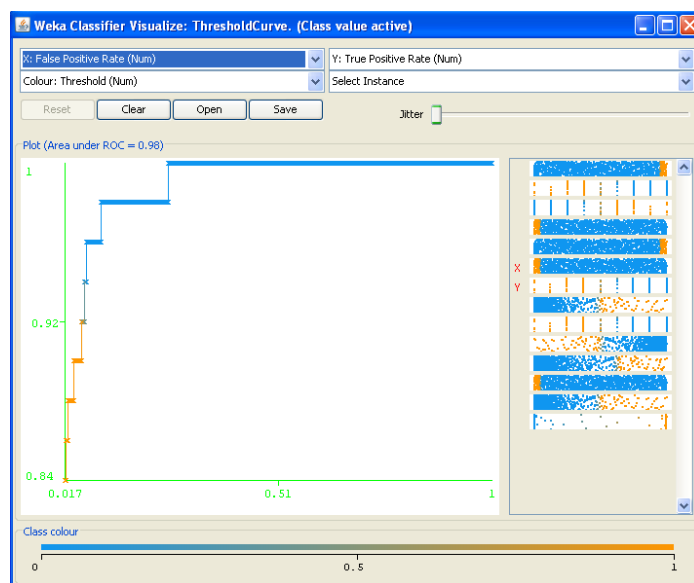 Weka Classifier Visualize: ThresholdCurve. (Class value active)
X: False Positive Rate (Num)
Y: True Positive Rate (Num)
Colour: Threshold (Num)
Select Instance
Reset
Clear
Open
Save
Jitter
Plot (Area under ROC = 0.98)
1
0.92
0.84
0.017
0.51
1
X
Y
Class colour
0
0.5
1